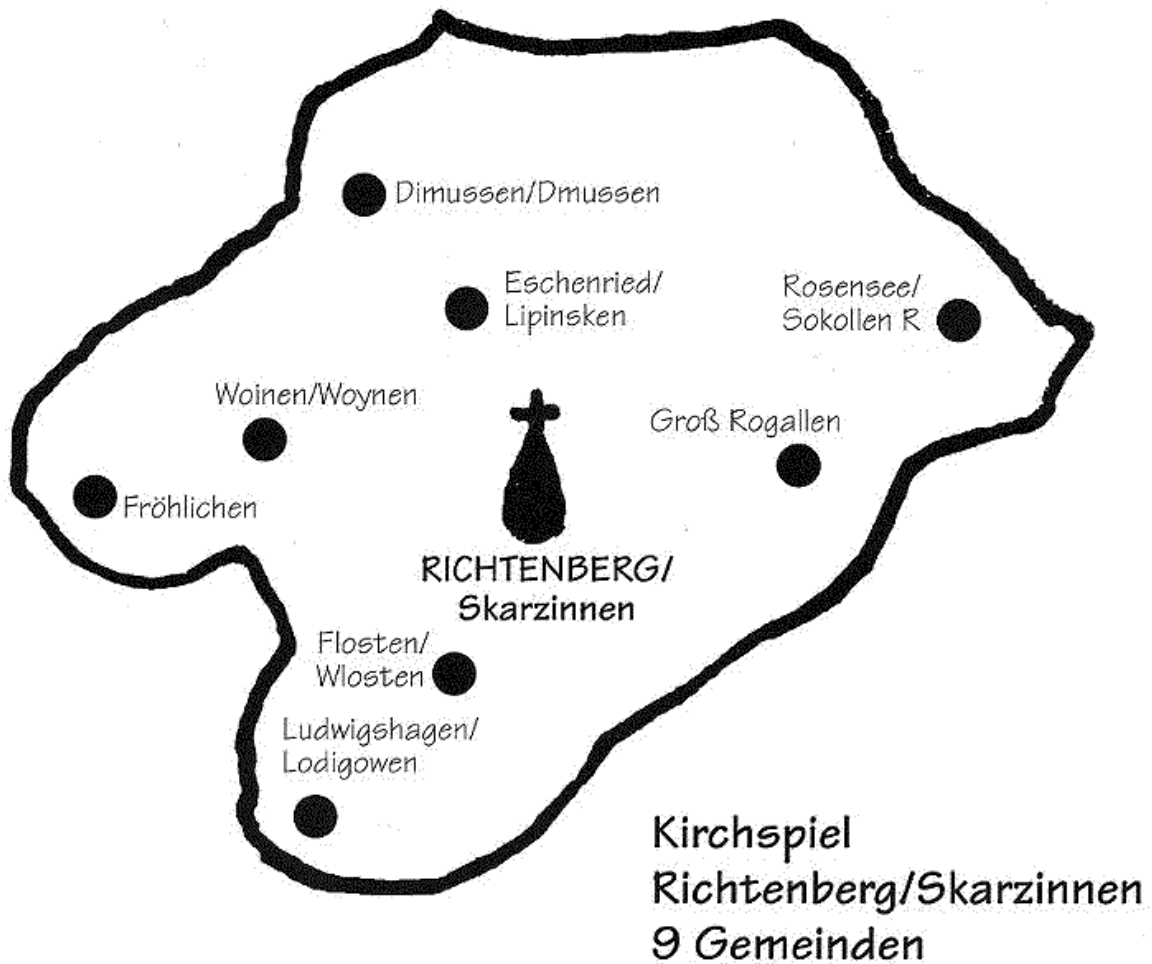 Dimussen/Dmussen
Eschenried/
Lipinsken
Rosensee/
Sokollen R
Woinen/Woynen
Groß Rogallen
Fröhlichen
RICHTENBERG/
Skarzinnen
Flosten/
Wlosten
Ludwigshagen/
Lodigowen
Kirchspiel
Richtenberg/Skarzinnen
9 Gemeinden